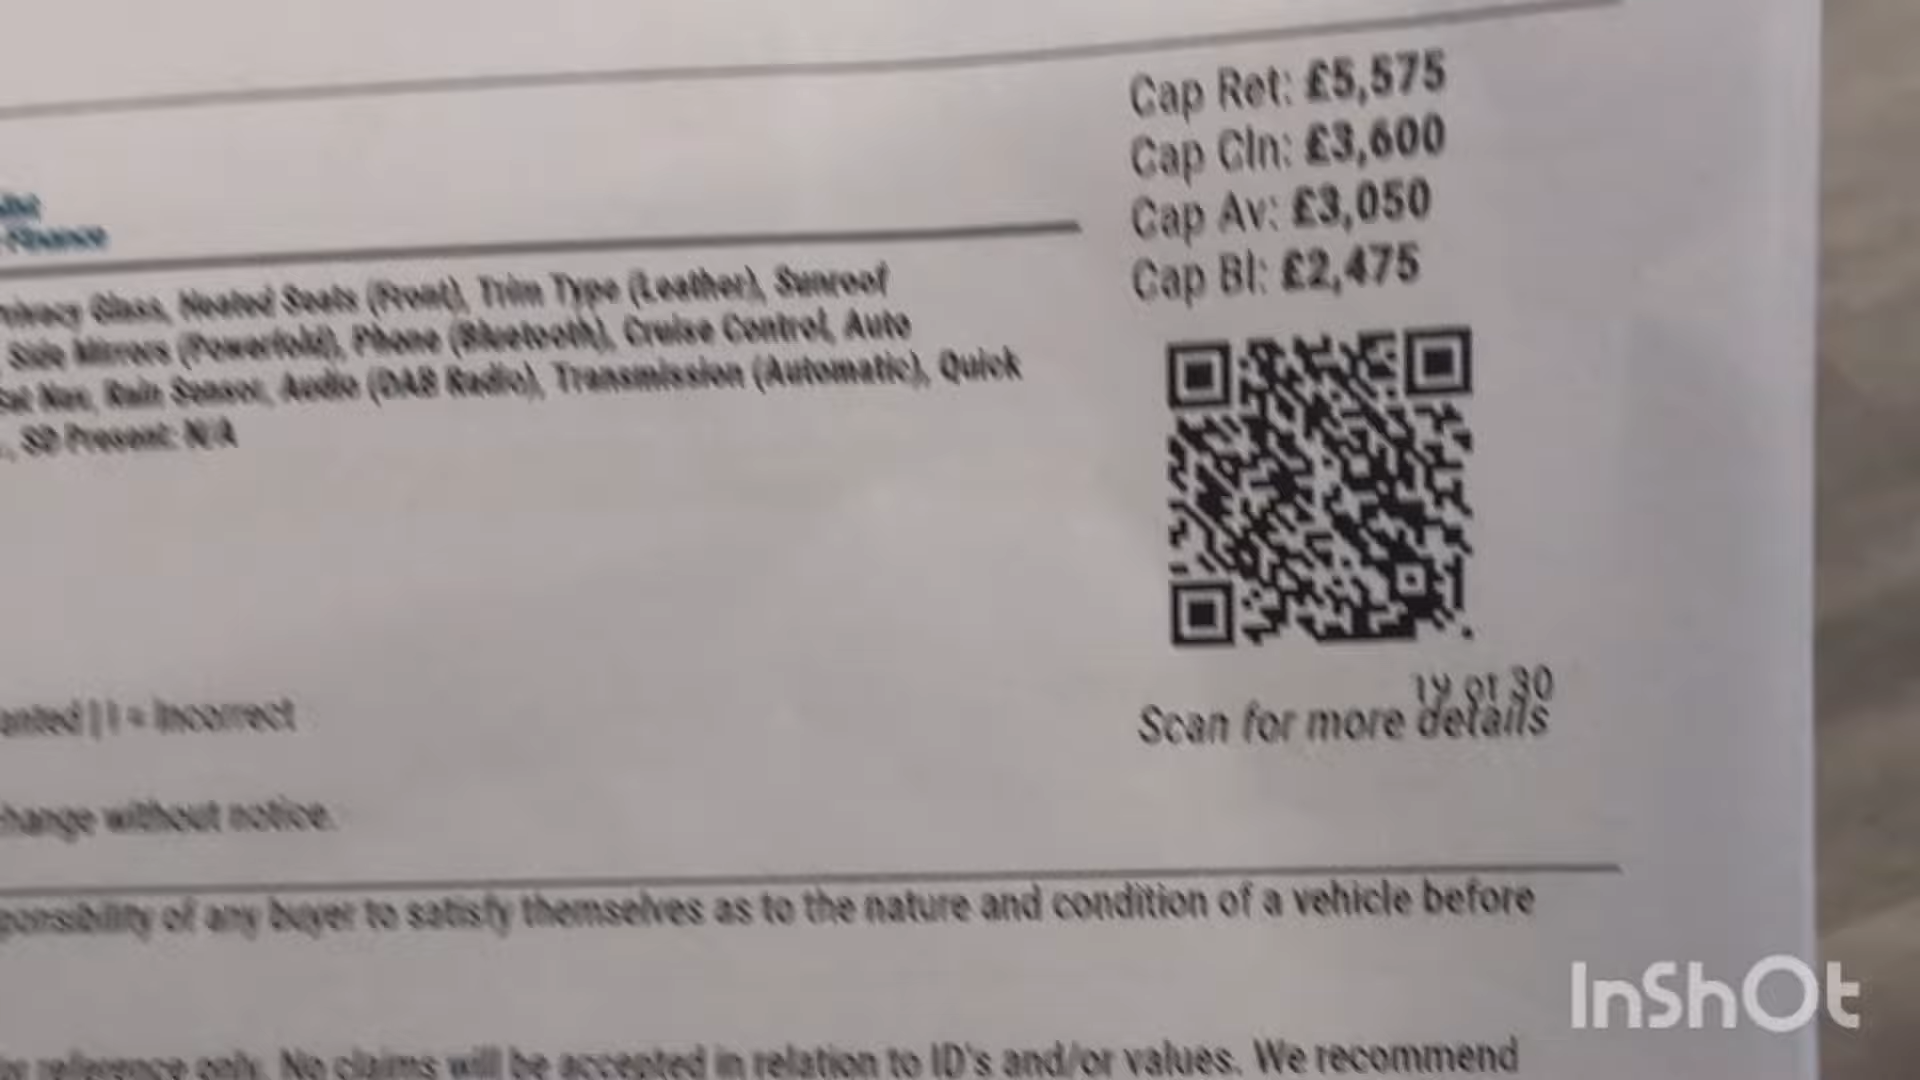 Cap Ret: £5,575
Cap Cln: £3,600
Cap Av: £3,050
Cap Bl: £2,475
Finance
Privacy Glass, Heated Seats (Front), Trim Type (Leather), Sunroof
Side Mirrors (Powerfold), Phone (Bluetooth), Cruise Control, Auto
Sat Nav, Rain Sensor, Audio (DAB Radio), Transmission (Automatic), Quick
, SD Present: N/A
19 of 30
Scan for more details
anted | I = Incorrect
change without notice.
ponsibility of any buyer to satisfy themselves as to the nature and condition of a vehicle before
or reference only. No claims will be accepted in relation to ID's and/or values. We recommend
InShOt